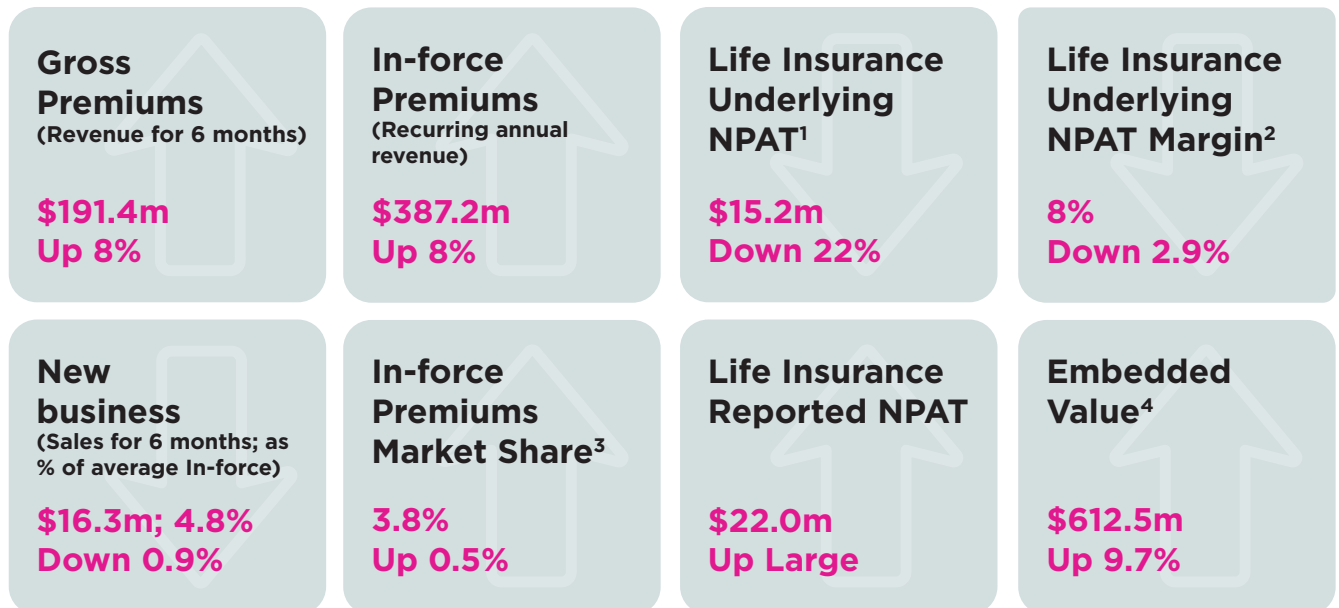 Gross
Premiums
(Revenue for 6 months)
$191.4m
Up 8%
In-force
Premiums
(Recurring annual
revenue)
$387.2m
Up 8%
Life Insurance
Underlying
NPAT¹
$15.2m
Down 22%
Life Insurance
Underlying
NPAT Margin²
8%
Down 2.9%
New
business
(Sales for 6 months; as
% of average In-force)
$16.3m; 4.8%
Down 0.9%
In-force
Premiums
Market Share³
3.8%
Up 0.5%
Life Insurance
Reported NPAT
$22.0m
Up Large
Embedded
Value⁴
$612.5m
Up 9.7%